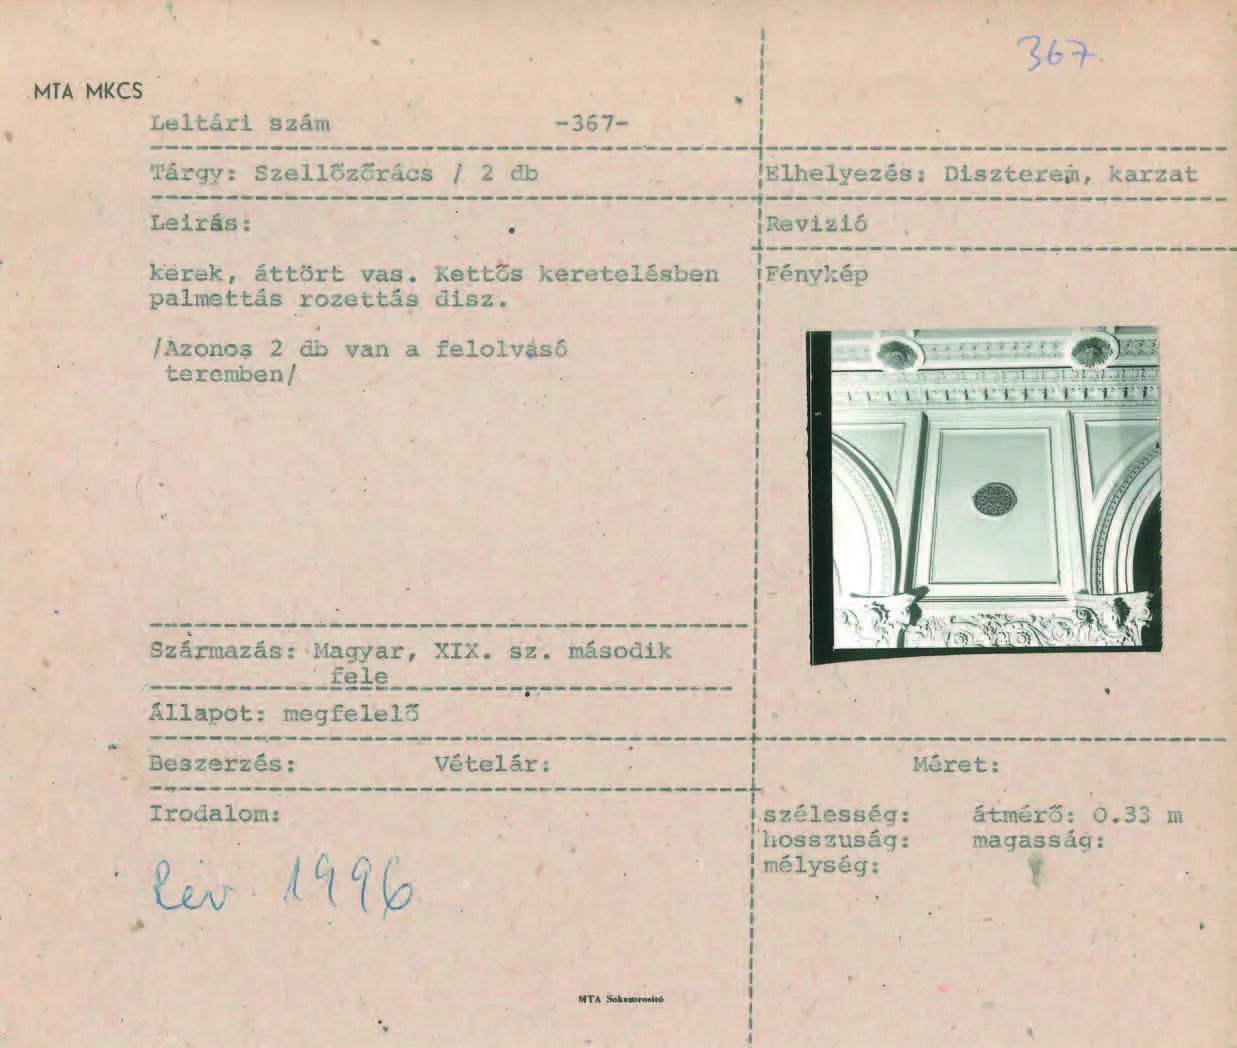 367.
MTA MKCS
Leltári szám -367-
Tárgy: Szellőzőrács / 2 db
Elhelyezés: Diszterem, karzat
Leirás:
Revizió
kerek, áttört vas. Kettős keretelésben
palmettás rozettás disz.
Fénykép
/Azonos 2 db van a felolvasó
teremben/
Származás: Magyar, XIX. sz. második
fele
Állapot: megfelelő
Beszerzés: Vételár:
Méret:
Irodalom:
szélesség: átmérő: 0.33 m
hosszuság: magasság:
mélység:
Rev. 1996
MTA Sokszorosító